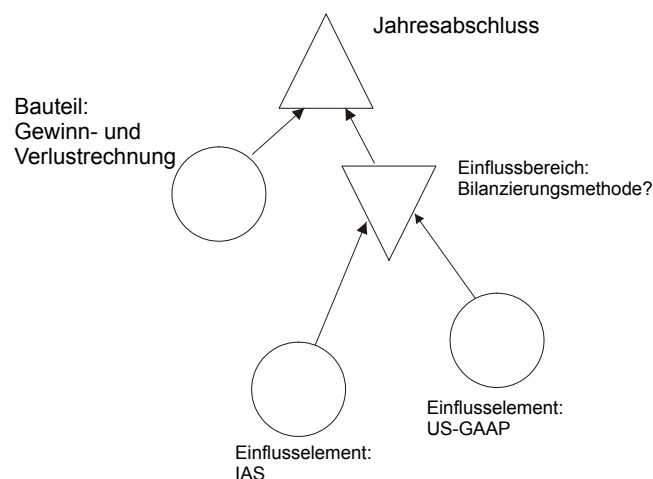 Jahresabschluss
Bauteil:
Gewinn- und
Verlustrechnung
Einflussbereich:
Bilanzierungsmethode?
Einflusselement:
US-GAAP
Einflusselement:
IAS